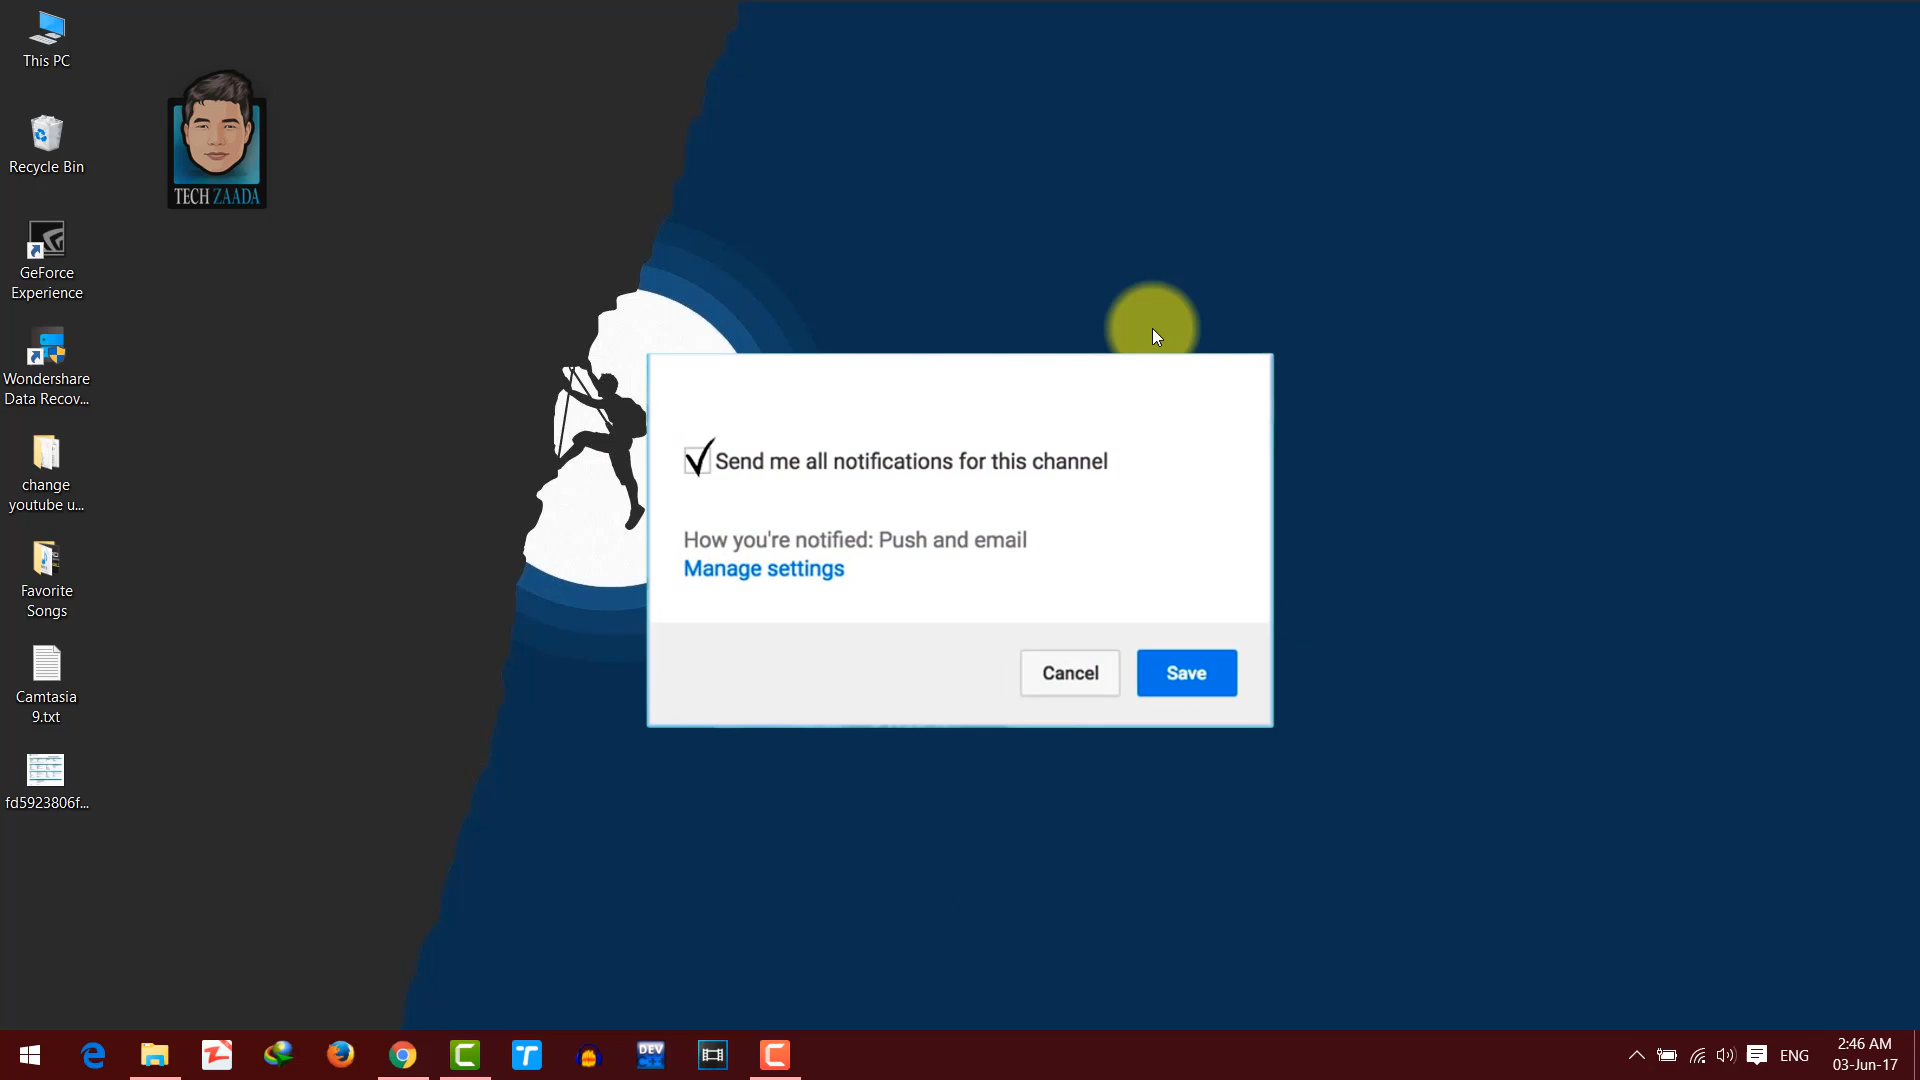 This PC
TECH ZAADA
Recycle Bin
GeForce
Experience
Wondershare
Data Recov...
change
youtube u...
Favorite
Songs
Camtasia
9.txt
fd5923806f...
Send me all notifications for this channel
How you're notified: Push and email
Manage settings
Cancel
Save
DEV
C++
ENG
2:46 AM
03-Jun-17